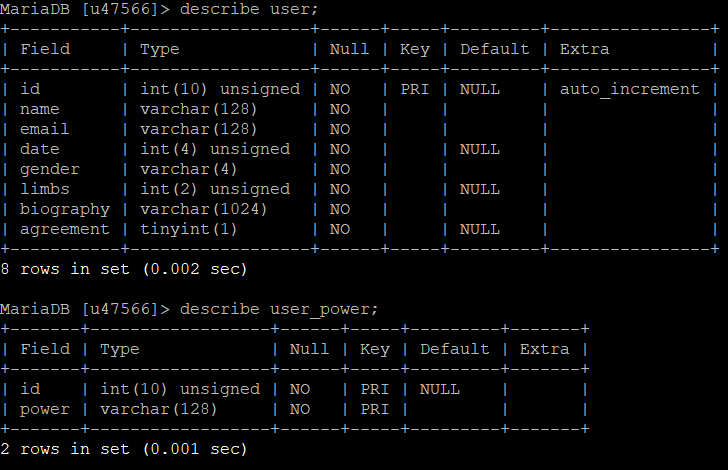 MariaDB [u47566]> describe user;
+-----------+------------------+------+-----+---------+----------------+
| Field     | Type             | Null | Key | Default | Extra          |
+-----------+------------------+------+-----+---------+----------------+
| id        | int(10) unsigned | NO   | PRI | NULL    | auto_increment |
| name      | varchar(128)     | NO   |     |         |                |
| email     | varchar(128)     | NO   |     |         |                |
| date      | int(4) unsigned  | NO   |     | NULL    |                |
| gender    | varchar(4)       | NO   |     |         |                |
| limbs     | int(2) unsigned  | NO   |     | NULL    |                |
| biography | varchar(1024)    | NO   |     |         |                |
| agreement | tinyint(1)       | NO   |     | NULL    |                |
+-----------+------------------+------+-----+---------+----------------+
8 rows in set (0.002 sec)

MariaDB [u47566]> describe user_power;
+-------+------------------+------+-----+---------+-------+
| Field | Type             | Null | Key | Default | Extra |
+-------+------------------+------+-----+---------+-------+
| id    | int(10) unsigned | NO   | PRI | NULL    |       |
| power | varchar(128)     | NO   | PRI |         |       |
+-------+------------------+------+-----+---------+-------+
2 rows in set (0.001 sec)